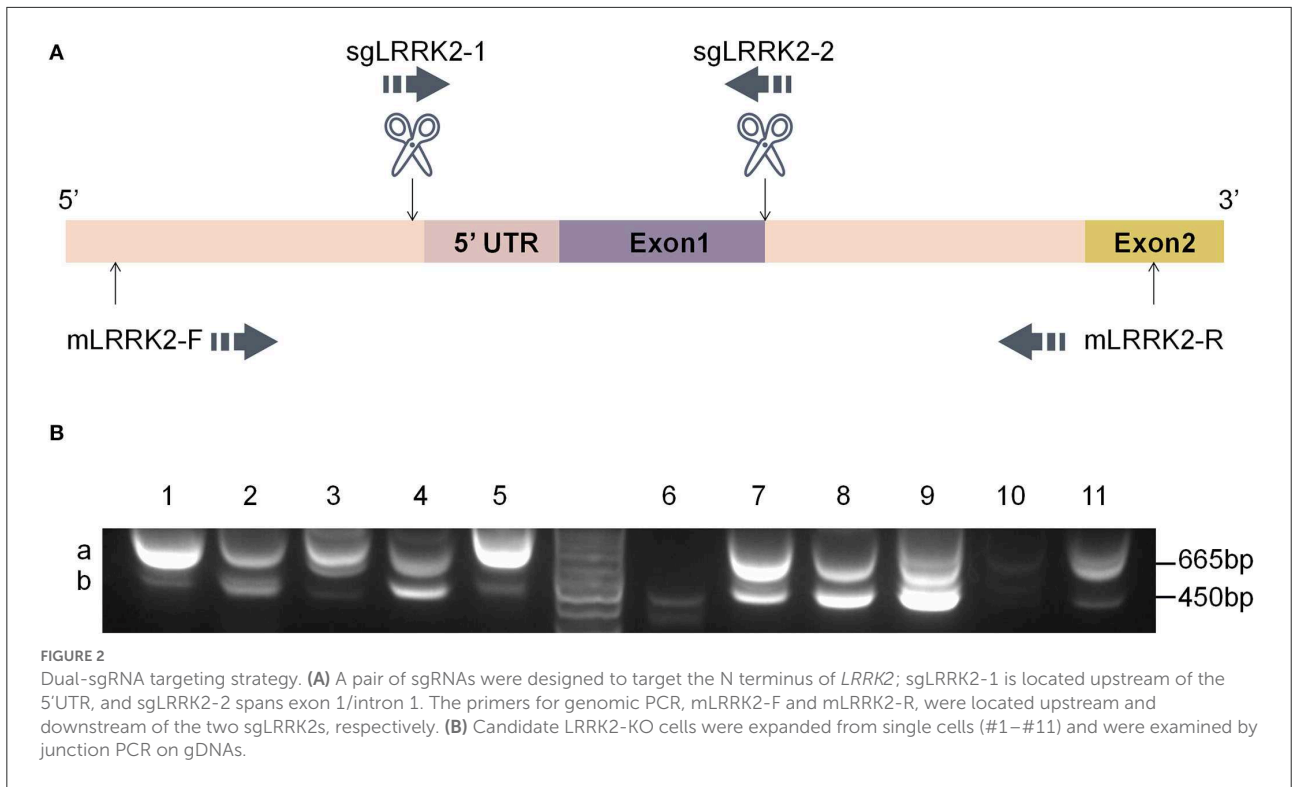 A
sgLRRK2-1
sgLRRK2-2
5’
3’
5’ UTR
Exon1
Exon2
mLRRK2-F
mLRRK2-R
B
1 2 3 4 5 6 7 8 9 10 11
a
665bp
b
450bp
FIGURE 2
Dual-sgRNA targeting strategy. (A) A pair of sgRNAs were designed to target the N terminus of LRRK2; sgLRRK2-1 is located upstream of the
5’UTR, and sgLRRK2-2 spans exon 1/intron 1. The primers for genomic PCR, mLRRK2-F and mLRRK2-R, were located upstream and
downstream of the two sgLRRK2s, respectively. (B) Candidate LRRK2-KO cells were expanded from single cells (#1–#11) and were examined by
junction PCR on gDNAs.